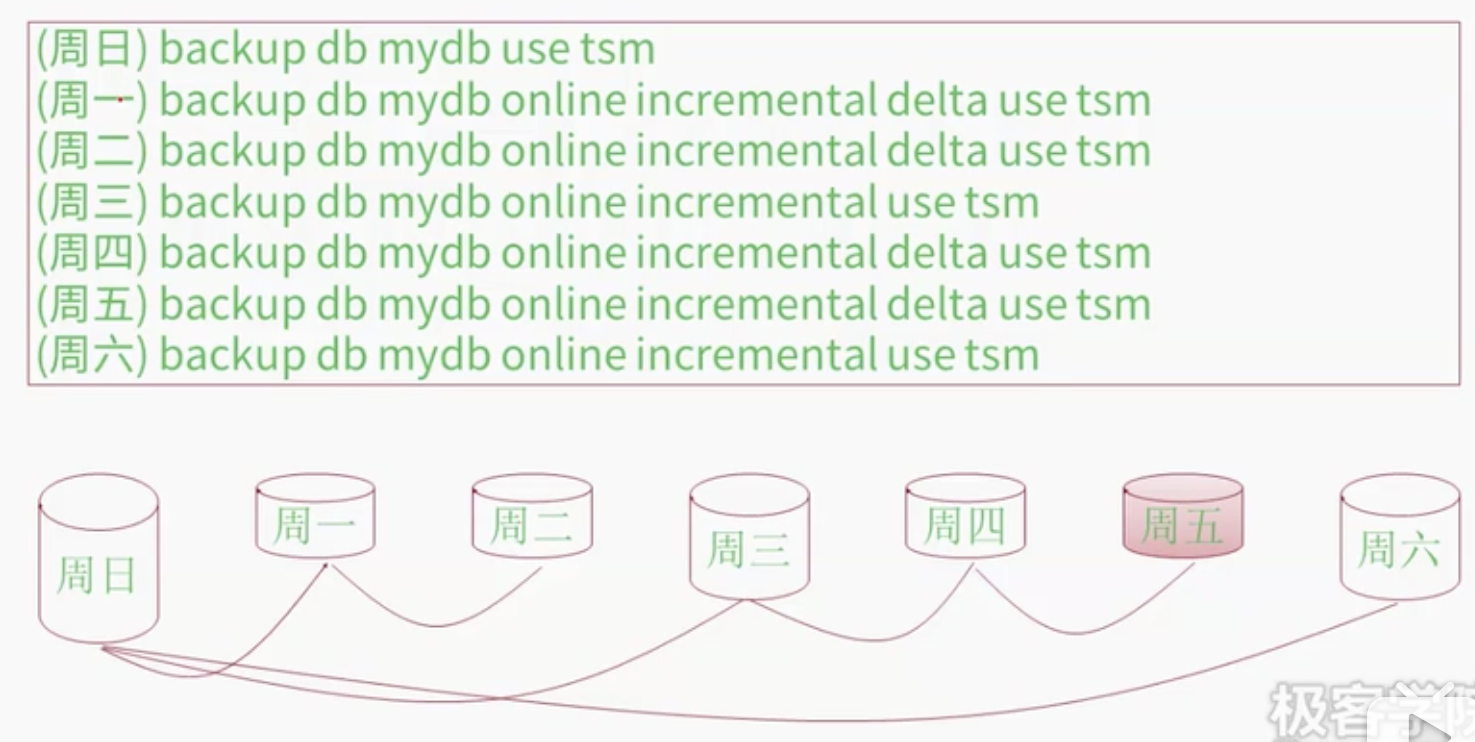 (周日) backup db mydb use tsm
(周一) backup db mydb online incremental delta use tsm
(周二) backup db mydb online incremental delta use tsm
(周三) backup db mydb online incremental use tsm
(周四) backup db mydb online incremental delta use tsm
(周五) backup db mydb online incremental delta use tsm
(周六) backup db mydb online incremental use tsm
周日 周一 周二 周三 周四 周五 周六
极客学院